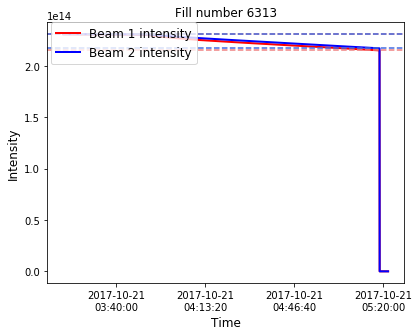 Fill number 6313
1e14
Beam 1 intensity
Beam 2 intensity
2.0
1.5
1.0
0.5
0.0
Intensity
2017-10-21
03:40:00
2017-10-21
04:13:20
2017-10-21
04:46:40
2017-10-21
05:20:00
Time